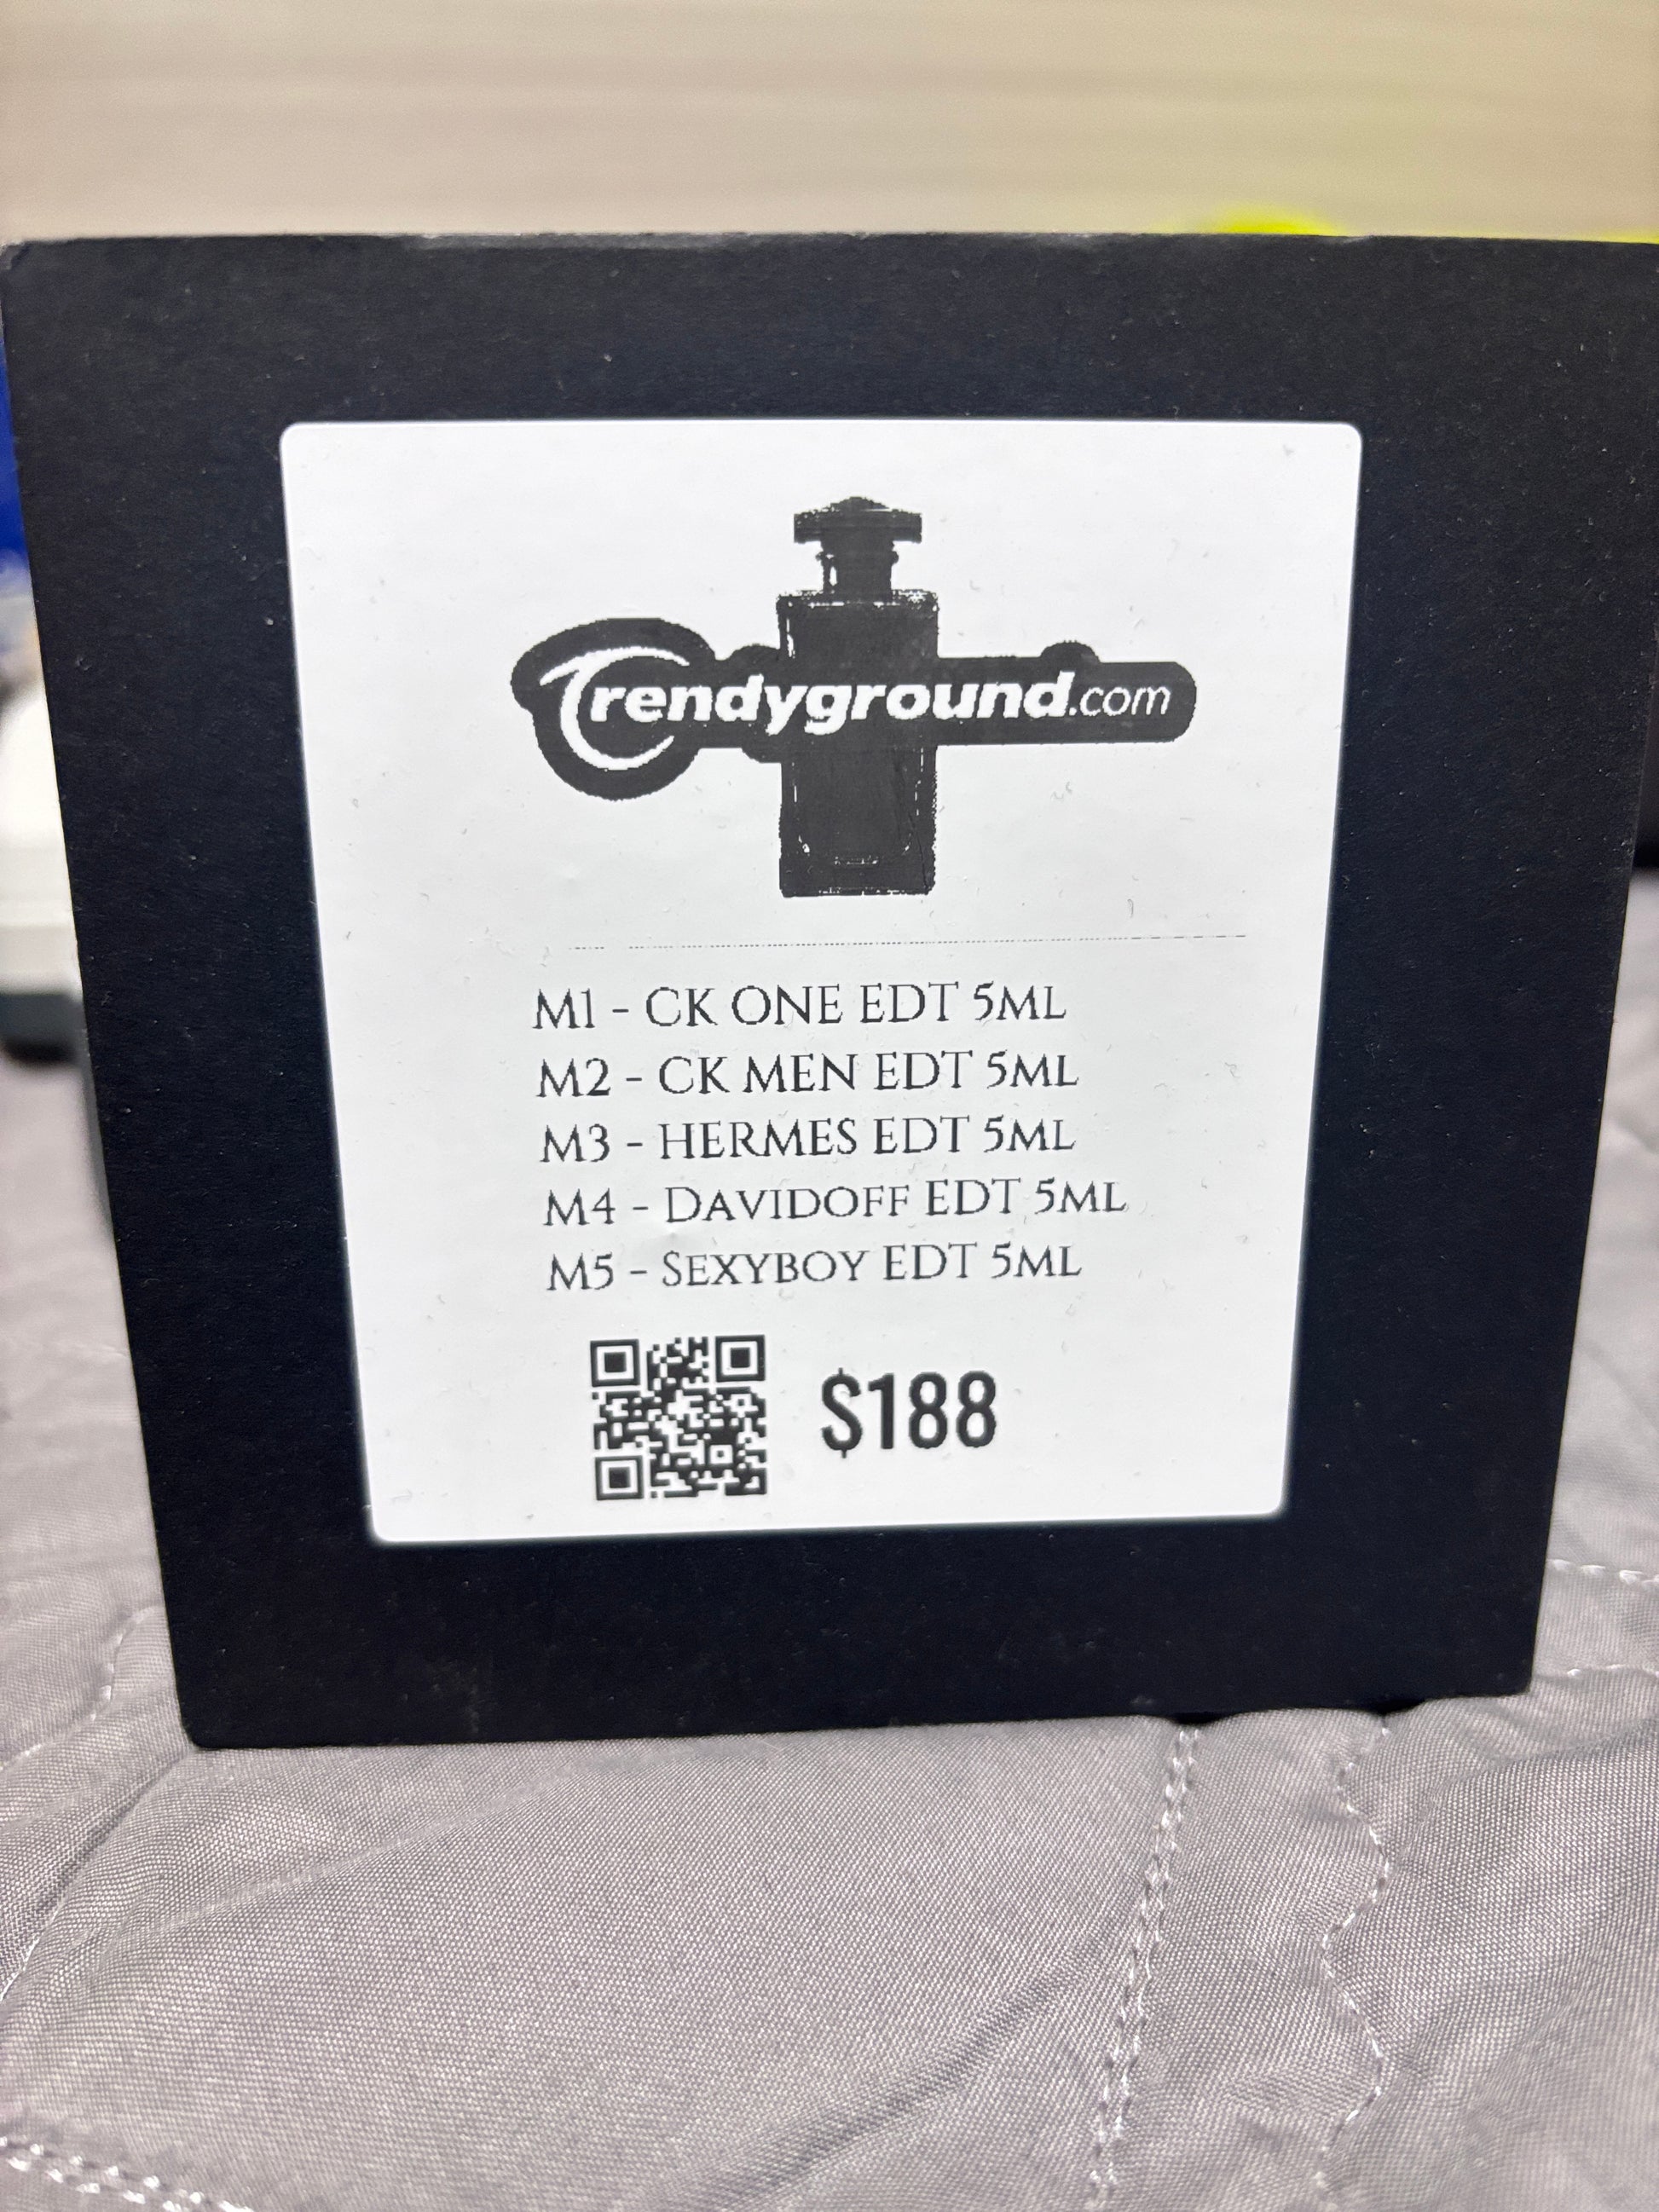 Trendyground.com
M1 - CK ONE EDT 5ML
M2 - CK MEN EDT 5ML
M3 - HERMES EDT 5ML
M4 - DAVIDOFF EDT 5ML
M5 - SEXYBOY EDT 5ML
$188